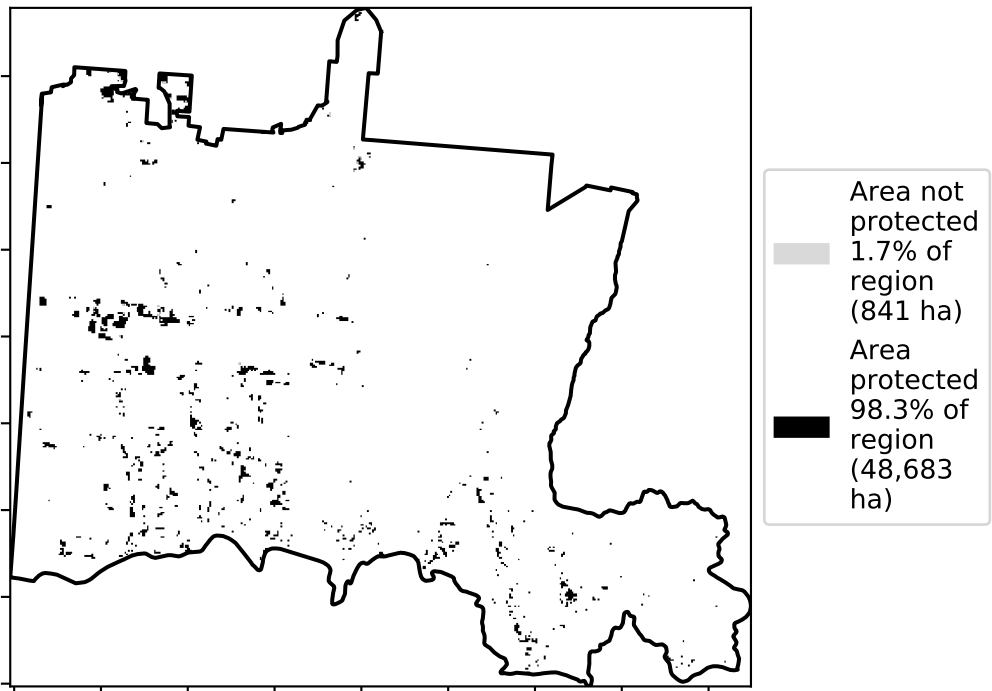 Area not
protected
1.7% of
region
(841 ha)
Area
protected
98.3% of
region
(48,683
ha)